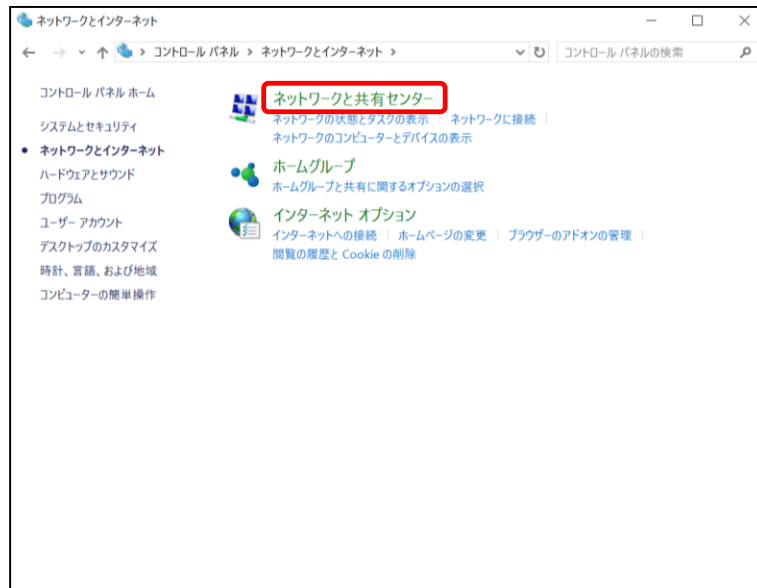 ネットワークとインターネット
コントロール パネル > ネットワークとインターネット >
コントロール パネルの検索
コントロール パネル ホーム
システムとセキュリティ
ネットワークとインターネット
ハードウェアとサウンド
プログラム
ユーザー アカウント
デスクトップのカスタマイズ
時計、言語、および地域
コンピューターの簡単操作
ネットワークと共有センター
ネットワークの状態とタスクの表示 | ネットワークに接続 |
ネットワークのコンピューターとデバイスの表示
ホームグループ
ホームグループと共有に関するオプションの選択
インターネット オプション
インターネットへの接続 | ホームページの変更 | ブラウザーのアドオンの管理 |
閲覧の履歴と Cookie の削除